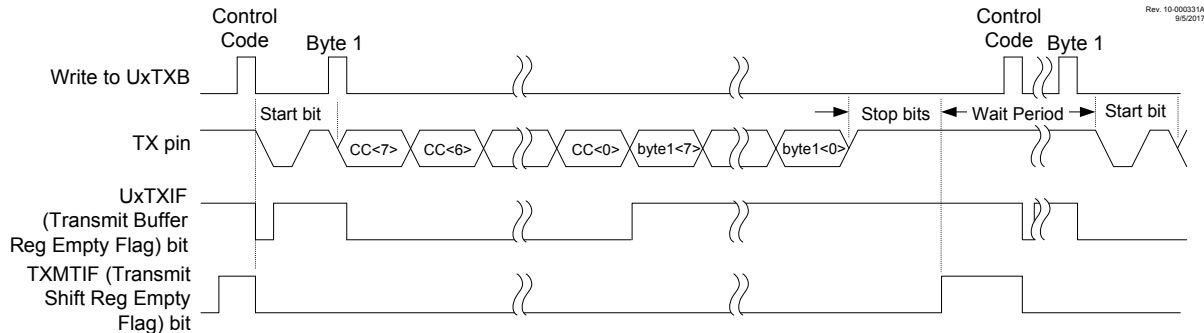 Rev. 10-000331A
9/5/2017
Control
Code
Byte 1
Control
Code
Byte 1
Write to UxTXB
Start bit
Stop bits
Wait Period
Start bit
TX pin
CC<7>
CC<6>
CC<0>
byte1<7>
byte1<0>
UxTXIF
(Transmit Buffer
Reg Empty Flag) bit
TXMTIF (Transmit
Shift Reg Empty
Flag) bit